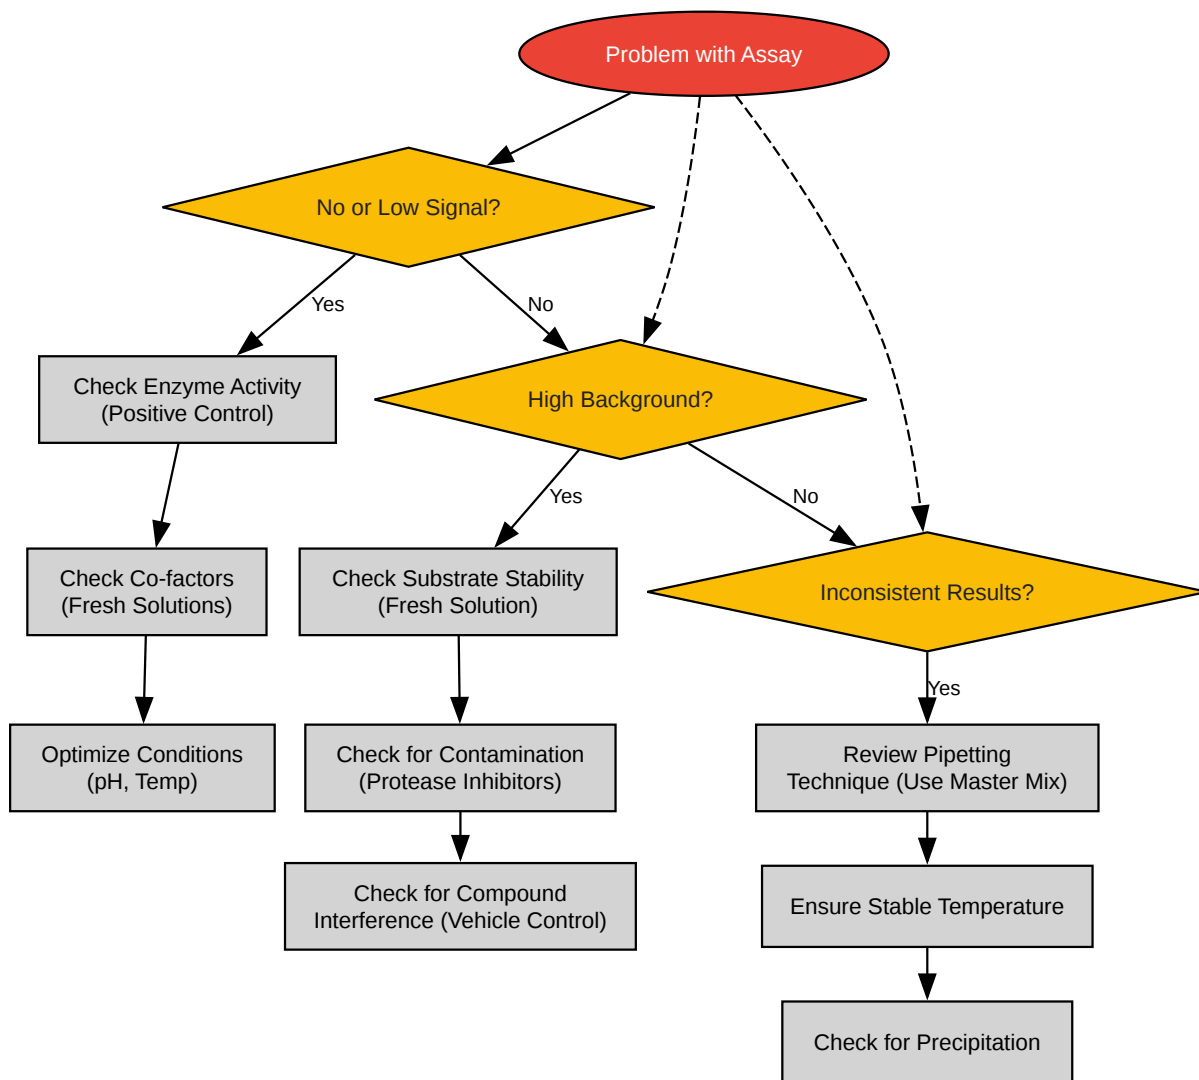 Problem with Assay
No or Low Signal?
Yes
No
Check Enzyme Activity
(Positive Control)
High Background?
Yes
No
Check Co-factors
(Fresh Solutions)
Check Substrate Stability
(Fresh Solution)
Inconsistent Results?
Yes
Optimize Conditions
(pH, Temp)
Check for Contamination
(Protease Inhibitors)
Review Pipetting
Technique (Use Master Mix)
Check for Compound
Interference (Vehicle Control)
Ensure Stable Temperature
Check for Precipitation